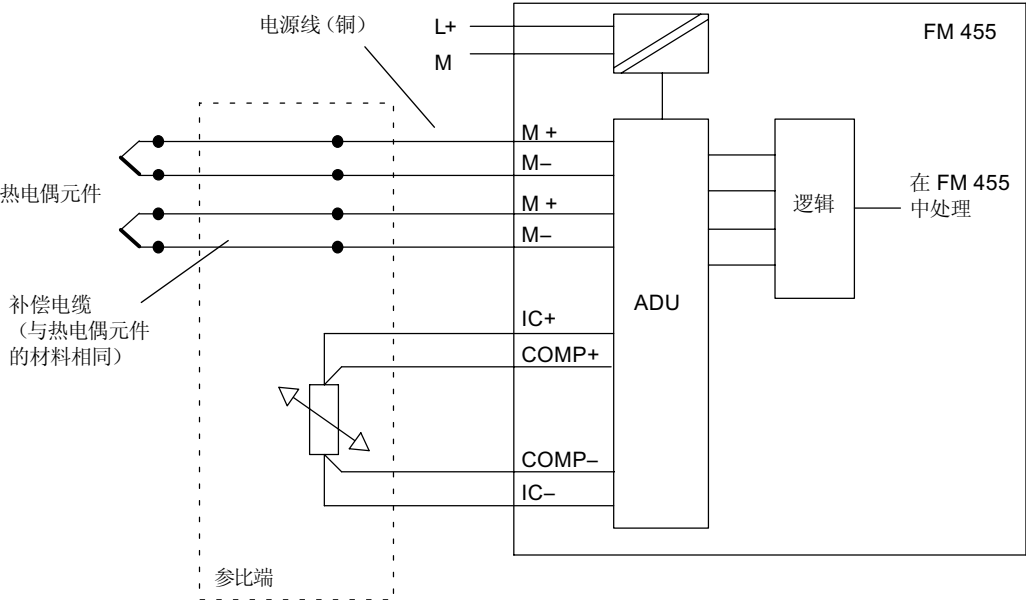 电源线（铜）
L+
M
FM 455
M +
M–
M +
M–
热电偶元件
补偿电缆
（与热电偶元件
的材料相同）
IC+
COMP+
COMP–
IC–
ADU
逻辑
在 FM 455
中处理
参比端